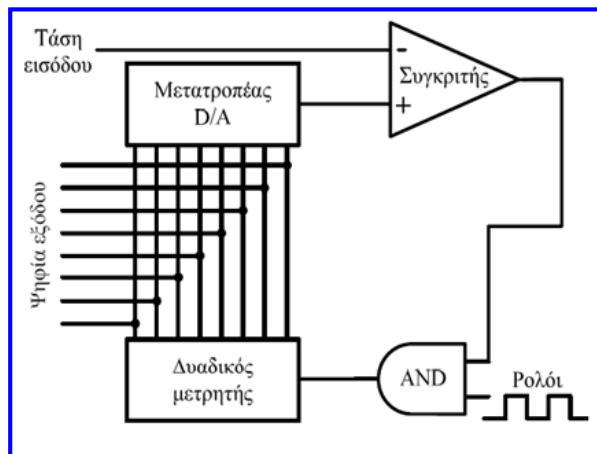 Τάση
εισόδου
Μετατροπέας
D/A
-
Συγκριτής
+
Ψηφία εξόδου
Δυαδικός
μετρητής
AND
Ρολόι